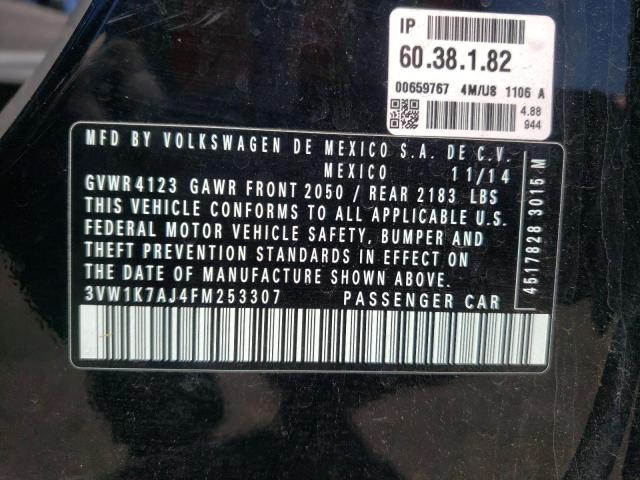 IP
60.38.1.82
00659767 4M/US 1106 A
4.88
944
MFD BY VOLKSWAGEN DE MEXICO S.A. DE C.V.
MEXICO 11/14
GVWR 4123 GAWR FRONT 2050 / REAR 2183 LBS
THIS VEHICLE CONFORMS TO ALL APPLICABLE U.S.
FEDERAL MOTOR VEHICLE SAFETY, BUMPER AND
THEFT PREVENTION STANDARDS IN EFFECT ON
THE DATE OF MANUFACTURE SHOWN ABOVE.
3VW1K7AJ4FM253307 PASSENGER CAR
4517828 3015 M